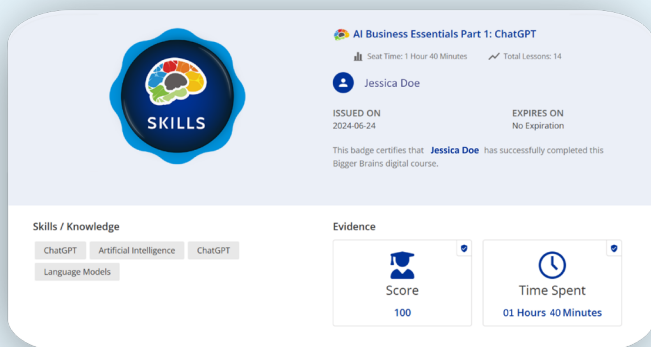 SKILLS
AI Business Essentials Part 1: ChatGPT
Seat Time: 1 Hour 40 Minutes Total Lessons: 14
Jessica Doe
ISSUED ON EXPIRES ON
2024-06-24 No Expiration
This badge certifies that Jessica Doe has successfully completed this
Bigger Brains digital course.
Skills / Knowledge
ChatGPT Artificial Intelligence ChatGPT
Language Models
Evidence
Score
100
Time Spent
01 Hours 40 Minutes